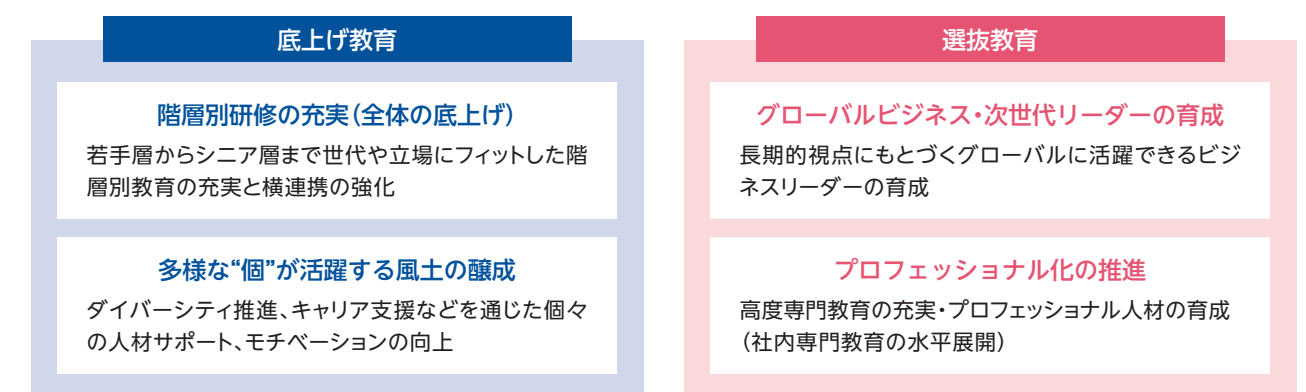 底上げ教育
階層別研修の充実（全体の底上げ）
若手層からシニア層まで世代や立場にフィットした階
層別教育の充実と横連携の強化
多様な“個”が活躍する風土の醸成
ダイバーシティ推進、キャリア支援などを通じた個々
の人材サポート、モチベーションの向上
選抜教育
グローバルビジネス・次世代リーダーの育成
長期的視点にもとづくグローバルに活躍できるビジ
ネスリーダーの育成
プロフェッショナル化の推進
高度専門教育の充実・プロフェッショナル人材の育成
（社内専門教育の水平展開）